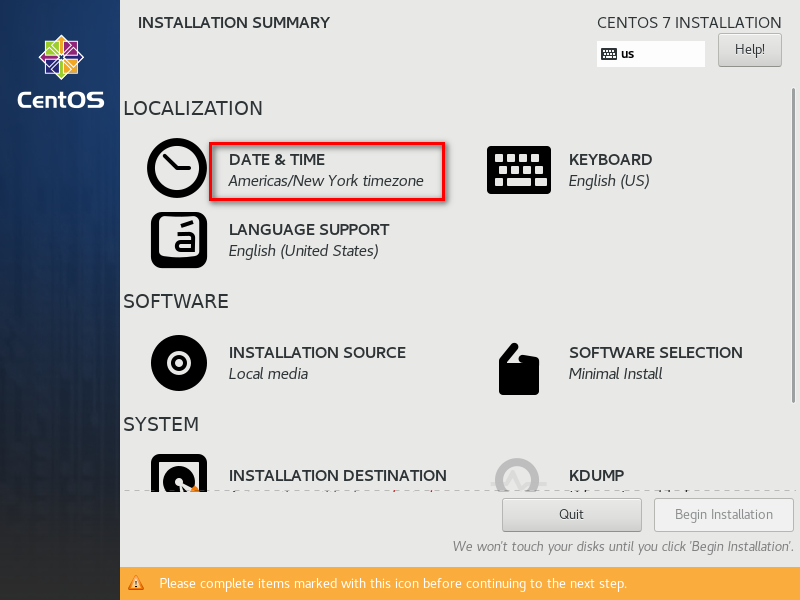 INSTALLATION SUMMARY
CENTOS 7 INSTALLATION
us
Help!
CentOS
LOCALIZATION
DATE & TIME
Americas/New York timezone
KEYBOARD
English (US)
á
LANGUAGE SUPPORT
English (United States)
SOFTWARE
INSTALLATION SOURCE
Local media
SOFTWARE SELECTION
Minimal Install
SYSTEM
INSTALLATION DESTINATION
KDUMP
Quit
Begin Installation
We won't touch your disks until you click 'Begin Installation'.
Please complete items marked with this icon before continuing to the next step.